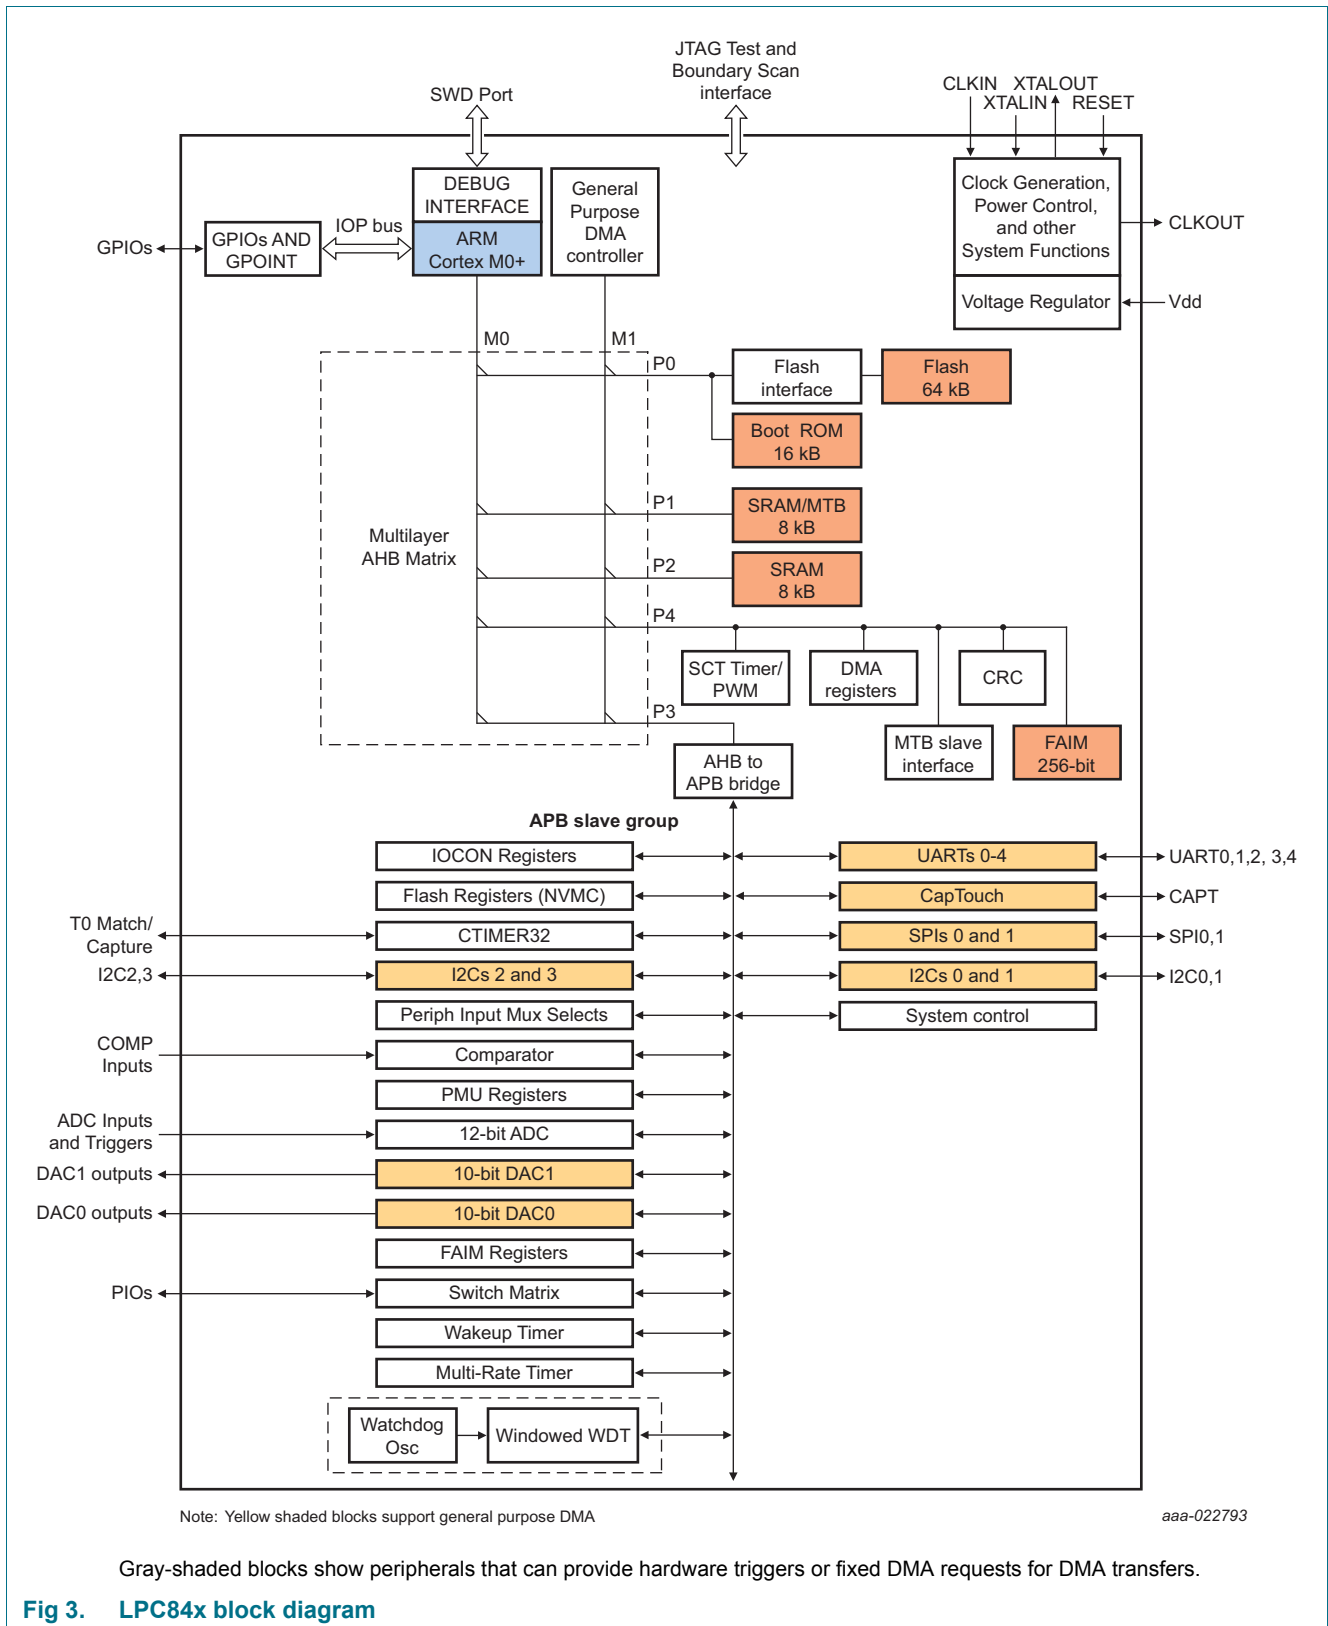 JTAG Test and
Boundary Scan
interface
SWD Port
CLKIN XTALOUT
XTALIN RESET
DEBUG
INTERFACE
ARM
Cortex M0+
General
Purpose
DMA
controller
Clock Generation,
Power Control,
and other
System Functions
CLKOUT
Voltage Regulator
Vdd
GPIOs
GPIOs AND
GPOINT
IOP bus
M0
M1
Multilayer
AHB Matrix
P0
Flash
interface
Flash
64 kB
Boot ROM
16 kB
P1
SRAM/MTB
8 kB
P2
SRAM
8 kB
P4
SCT Timer/
PWM
DMA
registers
CRC
MTB slave
interface
FAIM
256-bit
P3
AHB to
APB bridge
APB slave group
IOCON Registers
Flash Registers (NVMC)
T0 Match/
Capture
CTIMER32
I2C2,3
I2Cs 2 and 3
Periph Input Mux Selects
COMP
Inputs
Comparator
PMU Registers
ADC Inputs
and Triggers
12-bit ADC
DAC1 outputs
10-bit DAC1
DAC0 outputs
10-bit DAC0
FAIM Registers
PIOs
Switch Matrix
Wakeup Timer
Multi-Rate Timer
Watchdog
Osc
Windowed WDT
UARTs 0-4
UART0,1,2, 3,4
CapTouch
CAPT
SPIs 0 and 1
SPI0,1
I2Cs 0 and 1
I2C0,1
System control
Note: Yellow shaded blocks support general purpose DMA
aaa-022793
Gray-shaded blocks show peripherals that can provide hardware triggers or fixed DMA requests for DMA transfers.
Fig 3. LPC84x block diagram